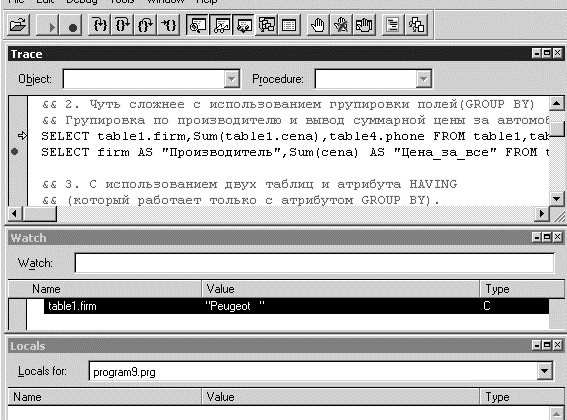 File Edit Debug Tools Window Help
Trace
Object: Procedure:
&& 2. Чуть сложнее с использованием групировки полей(GROUP BY)
&& Групировка по производителю и вывод суммарной цены за автомоб
SELECT table1.firm,Sum(table1.cena),table4.phone FROM table1,tab
SELECT firm AS "Производитель",Sum(cena) AS "Цена_за_все" FROM t
&& 3. С использованием двух таблиц и атрибута HAVING
&& (который работает только с атрибутом GROUP BY).
Watch
Watch:
Name Value Type
table1.firm "Peugeot " C
Locals
Locals for: program9.prg
Name Value Type